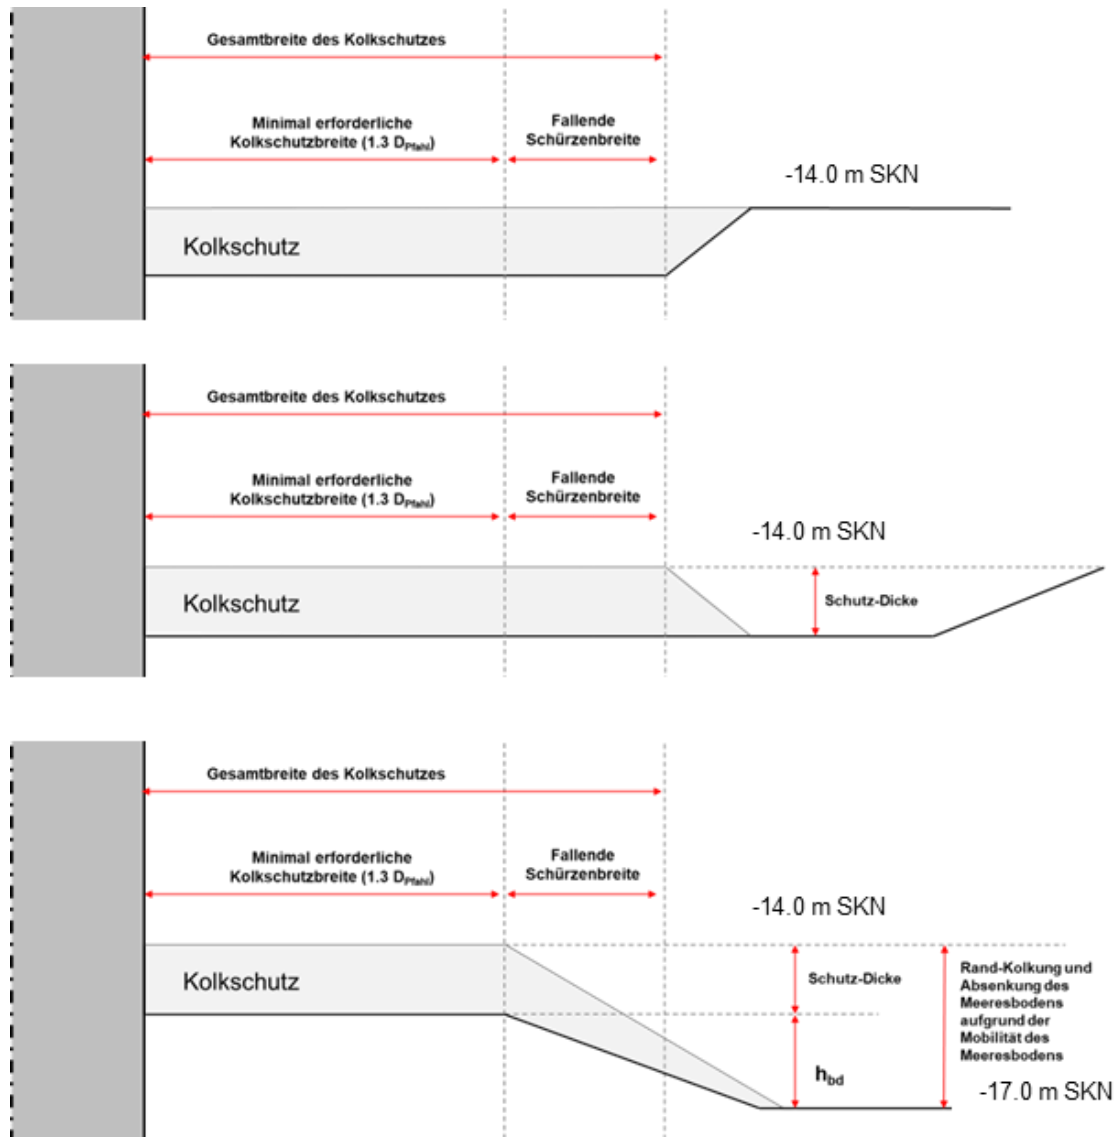 Gesamtbreite des Kolkschutzes
Minimal erforderliche
Kolkschutzbreite (1.3 DPfahl)
Fallende
Schürzenbreite
-14.0 m SKN
Kolkschutz
Gesamtbreite des Kolkschutzes
Minimal erforderliche
Kolkschutzbreite (1.3 DPfahl)
Fallende
Schürzenbreite
-14.0 m SKN
Kolkschutz
Schutz-Dicke
Gesamtbreite des Kolkschutzes
Minimal erforderliche
Kolkschutzbreite (1.3 DPfahl)
Fallende
Schürzenbreite
-14.0 m SKN
Kolkschutz
Schutz-Dicke
Rand-Kolkung und
Absenkung des
Meeresbodens
aufgrund der
Mobilität des
Meeresbodens
hbd
-17.0 m SKN